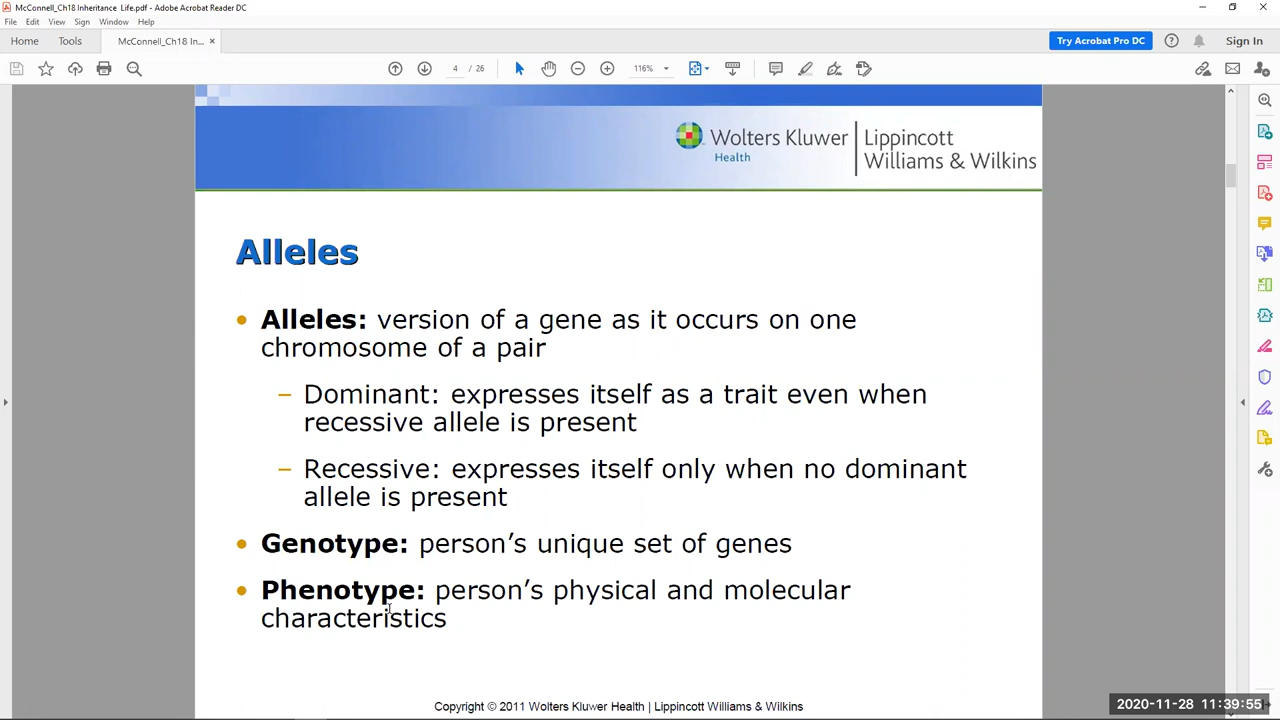 McConnell_Ch18 Inheritance Life.pdf - Adobe Acrobat Reader DC
File Edit View Sign Window Help
Home Tools McConnell_Ch18 In... × Try Acrobat Pro DC Sign In
4 / 26 116%
Wolters Kluwer
Health
Lippincott
Williams & Wilkins
Alleles
• Alleles: version of a gene as it occurs on one
chromosome of a pair
– Dominant: expresses itself as a trait even when
recessive allele is present
– Recessive: expresses itself only when no dominant
allele is present
• Genotype: person's unique set of genes
• Phenotype: person's physical and molecular
characteristics
Copyright © 2011 Wolters Kluwer Health | Lippincott Williams & Wilkins
2020-11-28 11:39:55